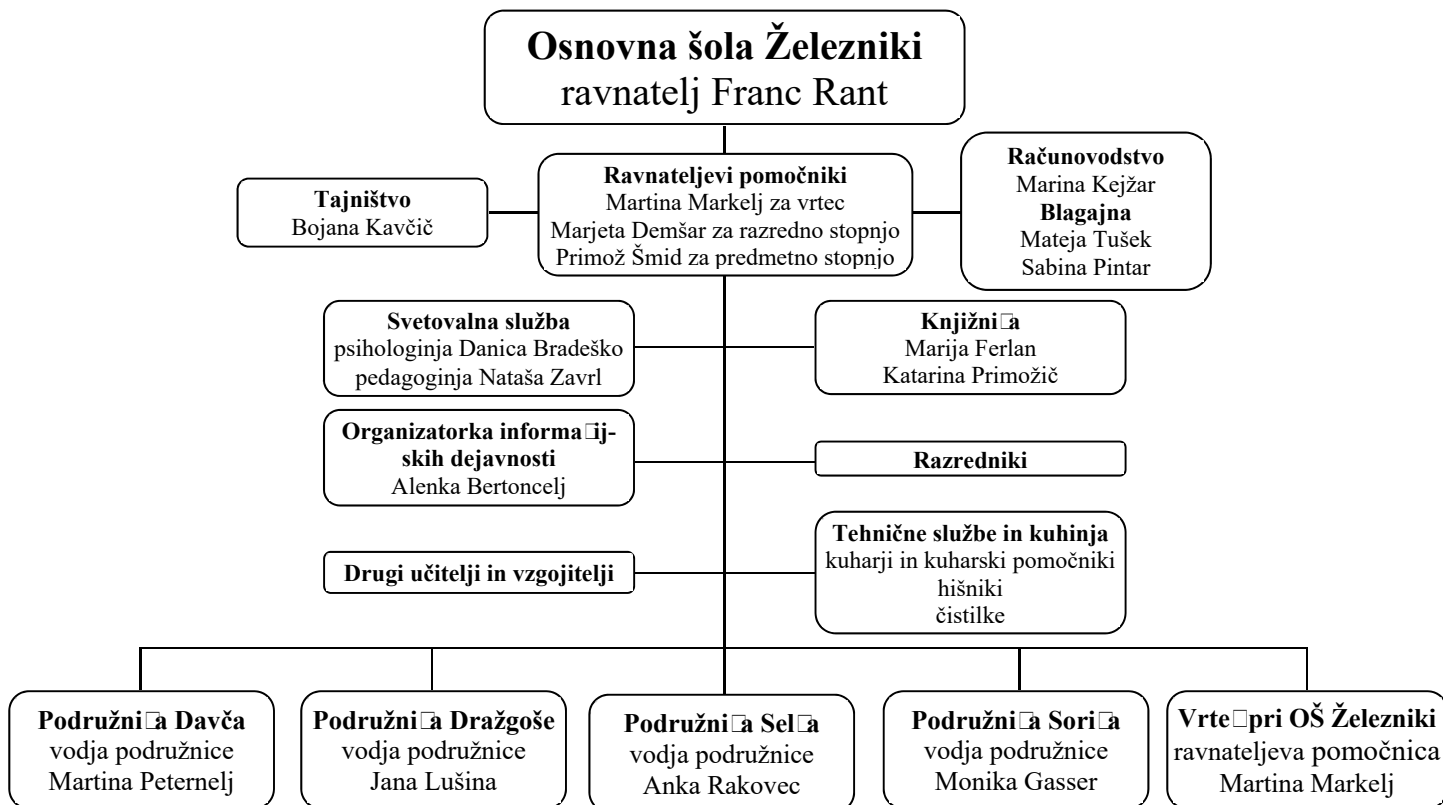 Osnovna šola Železniki
ravnatelj Franc Rant
Tajništvo
Bojana Kavčič
Ravnateljevi pomočniki
Martina Markelj za vrtec
Marjeta Demšar za razredno stopnjo
Primož Šmid za predmetno stopnjo
Računovodstvo
Marina Kejžar
Blagajna
Mateja Tušek
Sabina Pintar
Svetovalna služba
psihologinja Danica Bradeško
pedagoginja Nataša Zavrl
Knjižni□a
Marija Ferlan
Katarina Primožič
Organizatorka informa□ij-
skih dejavnosti
Alenka Bertoncelj
Razredniki
Drugi učitelji in vzgojitelji
Tehnične službe in kuhinja
kuharji in kuharski pomočniki
hišniki
čistilke
Podružni□a Davča
vodja podružnice
Martina Peternelj
Podružni□a Dražgoše
vodja podružnice
Jana Lušina
Podružni□a Sel□a
vodja podružnice
Anka Rakovec
Podružni□a Sori□a
vodja podružnice
Monika Gasser
Vrte□pri OŠ Železniki
ravnateljeva pomočnica
Martina Markelj